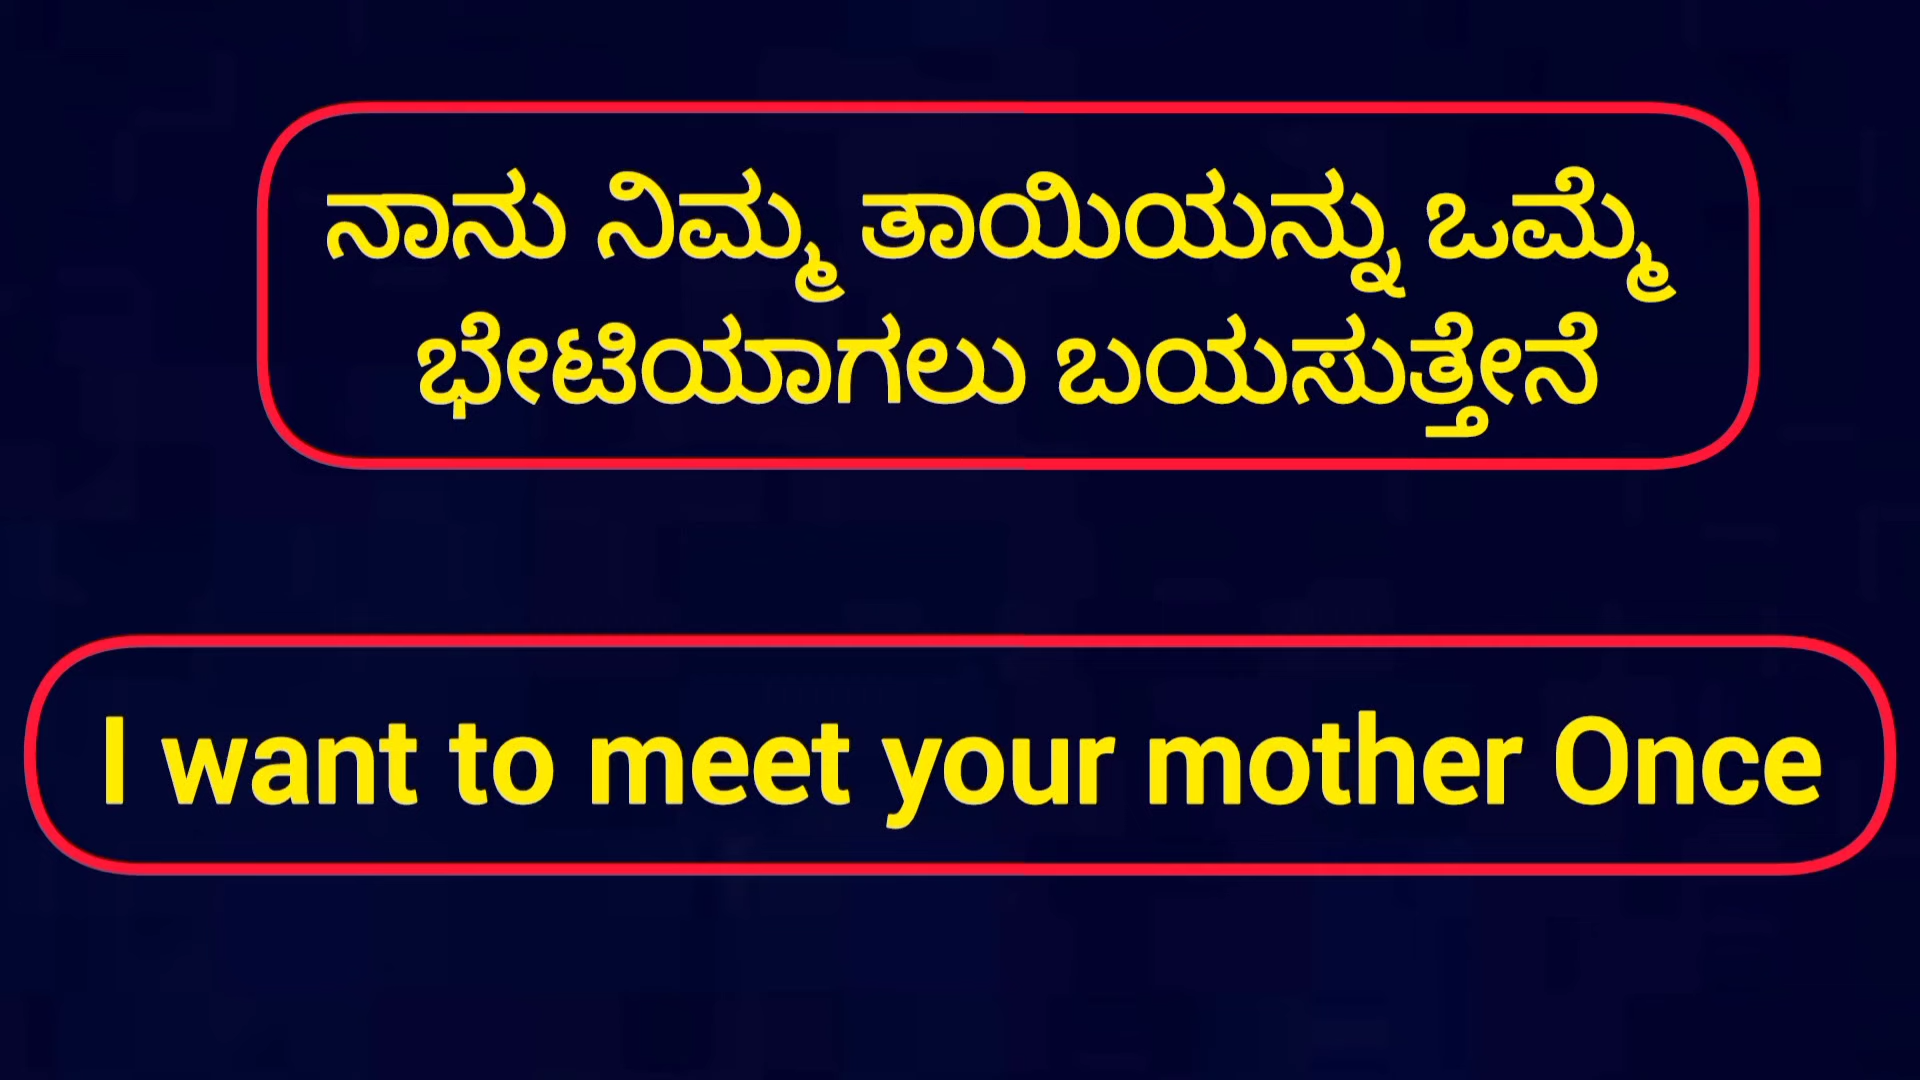 ನಾನು ನಿಮ್ಮ ತಾಯಿಯನ್ನು ಒಮ್ಮೆ
ಭೇಟಿಯಾಗಲು ಬಯಸುತ್ತೇನೆ
I want to meet your mother Once